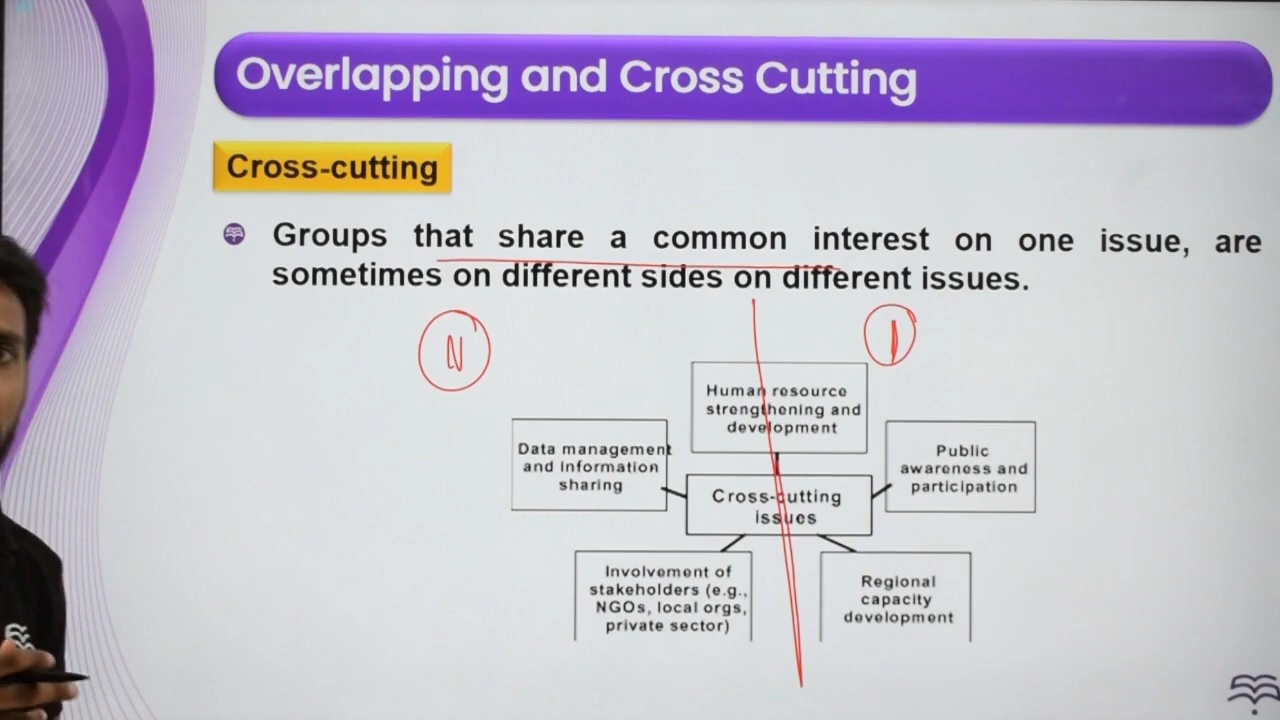 Overlapping and Cross Cutting
Cross-cutting
Groups that share a common interest on one issue, are
sometimes on different sides on different issues.
N
I
Human resource
strengthening and
development
Data management
and information
sharing
Public
awareness and
participation
Cross-cutting
issues
Involvement of
stakeholders (e.g.,
NGOs, local orgs,
private sector)
Regional
capacity
development